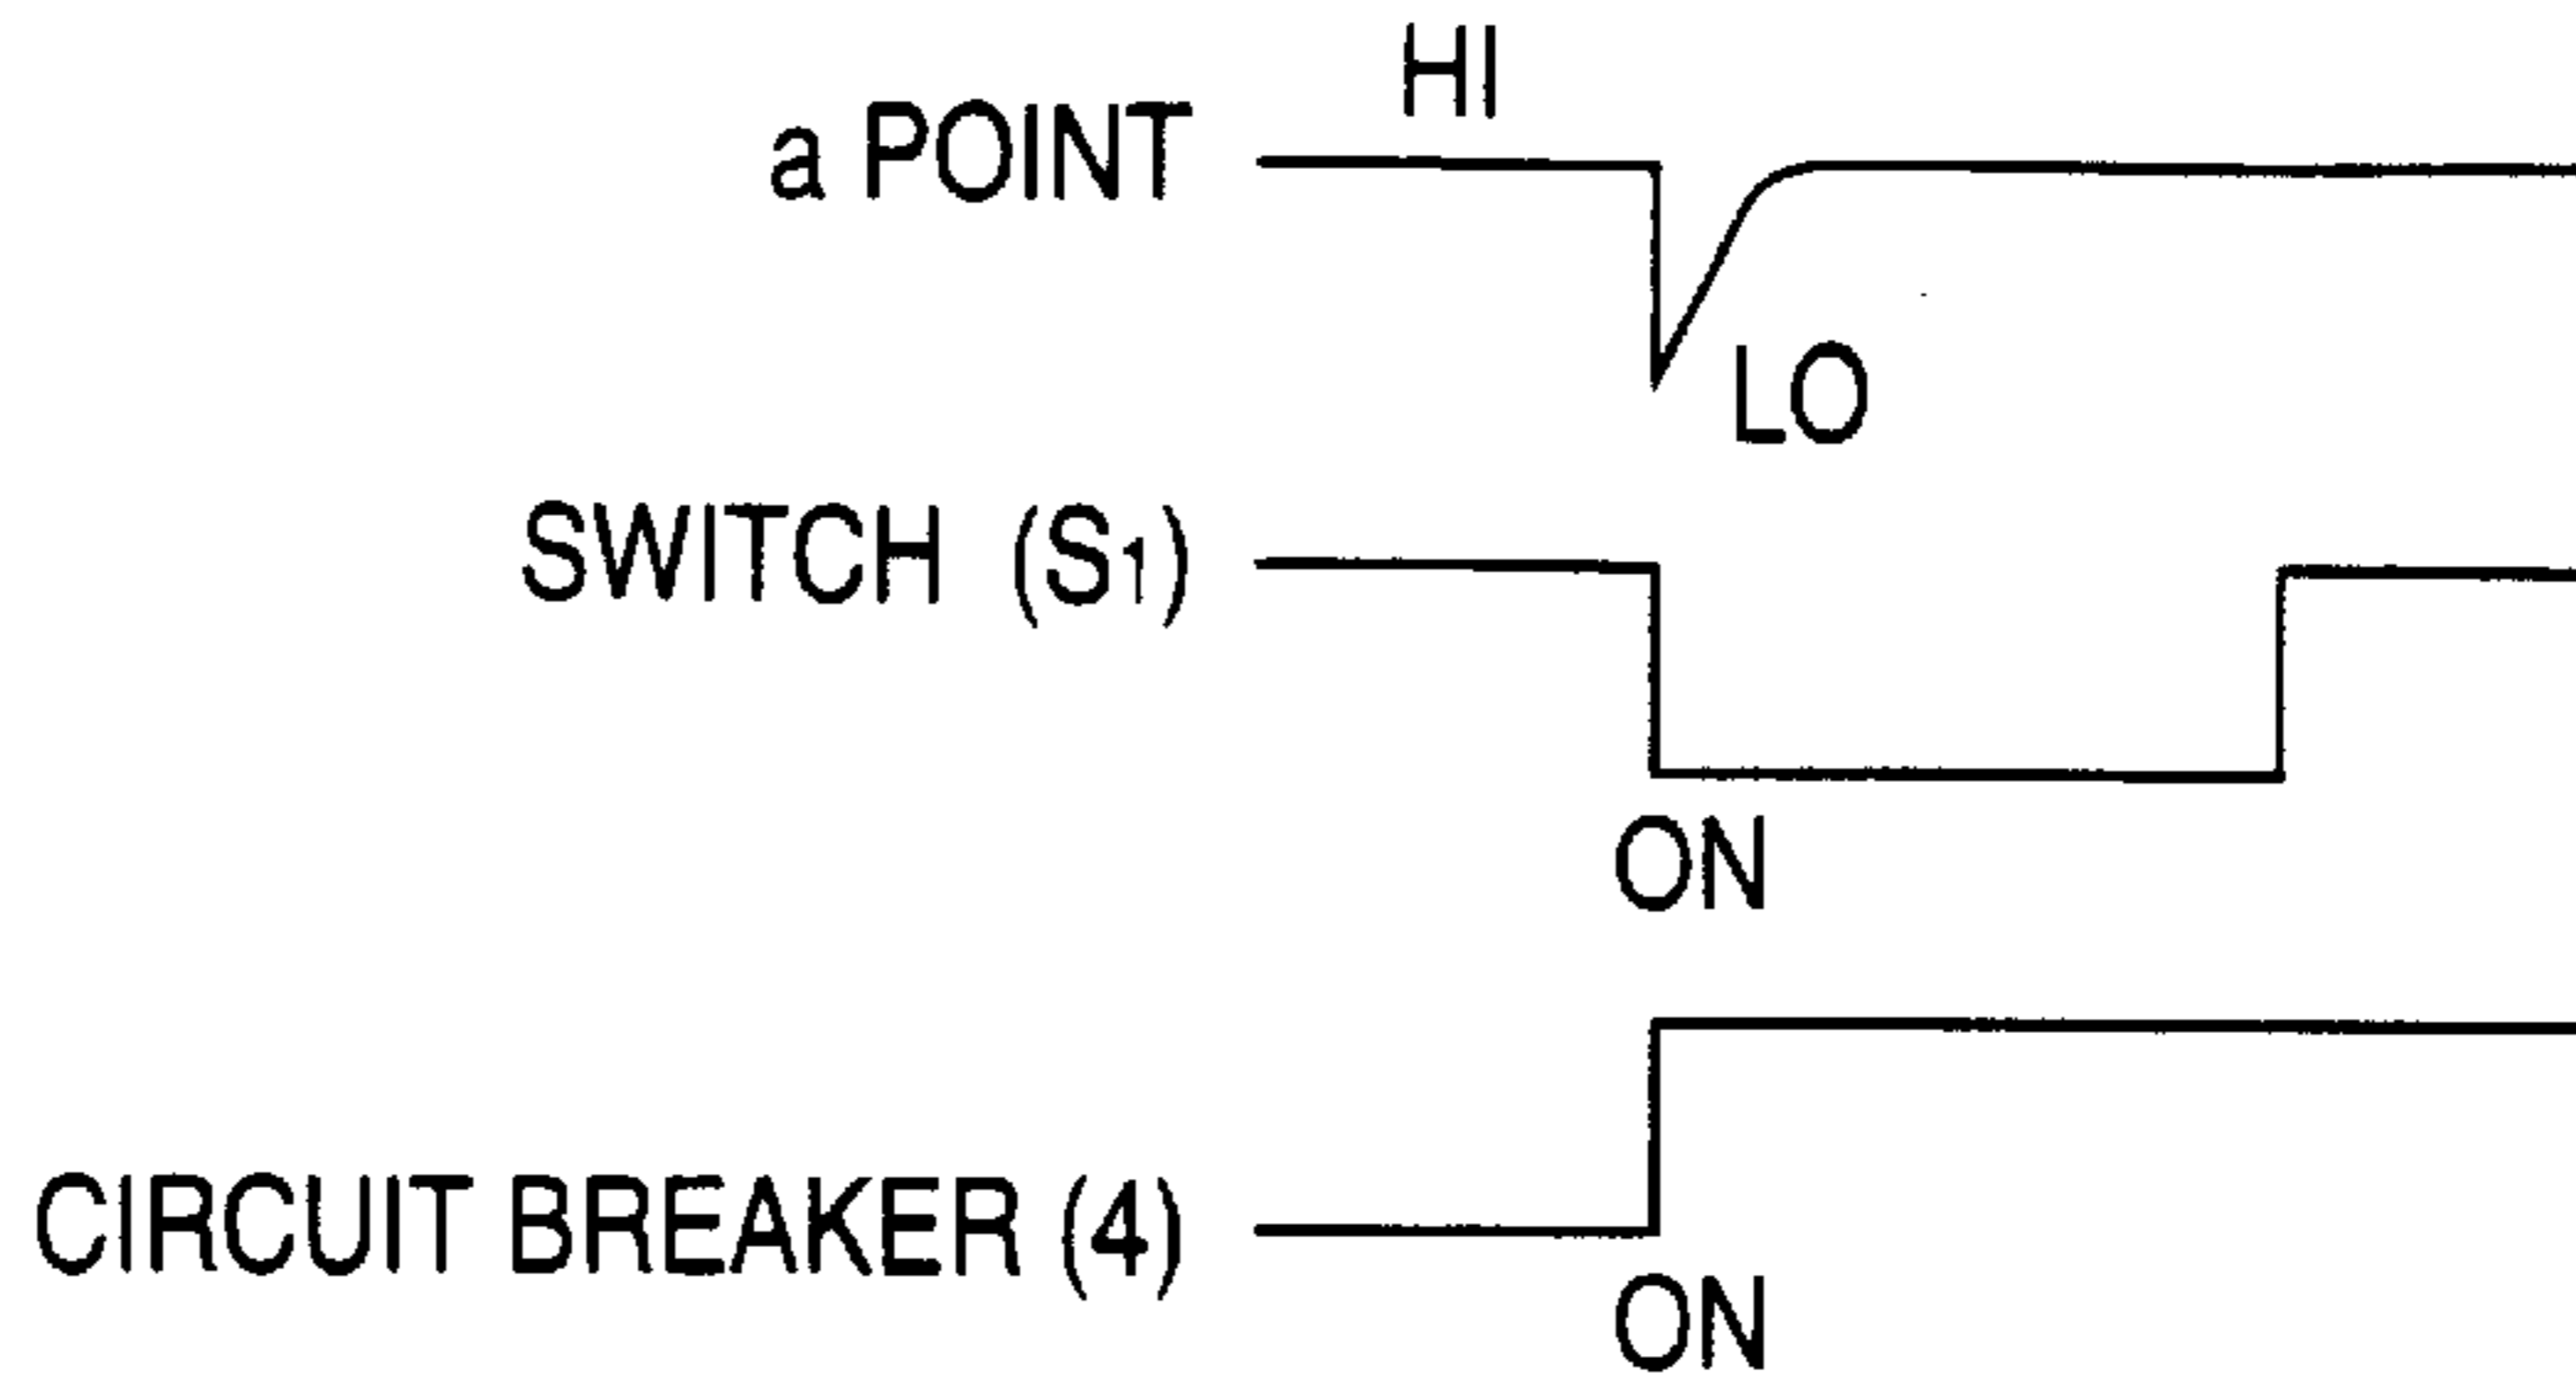 HI
a POINT
LO
SWITCH (S1)
ON
CIRCUIT BREAKER (4)
ON